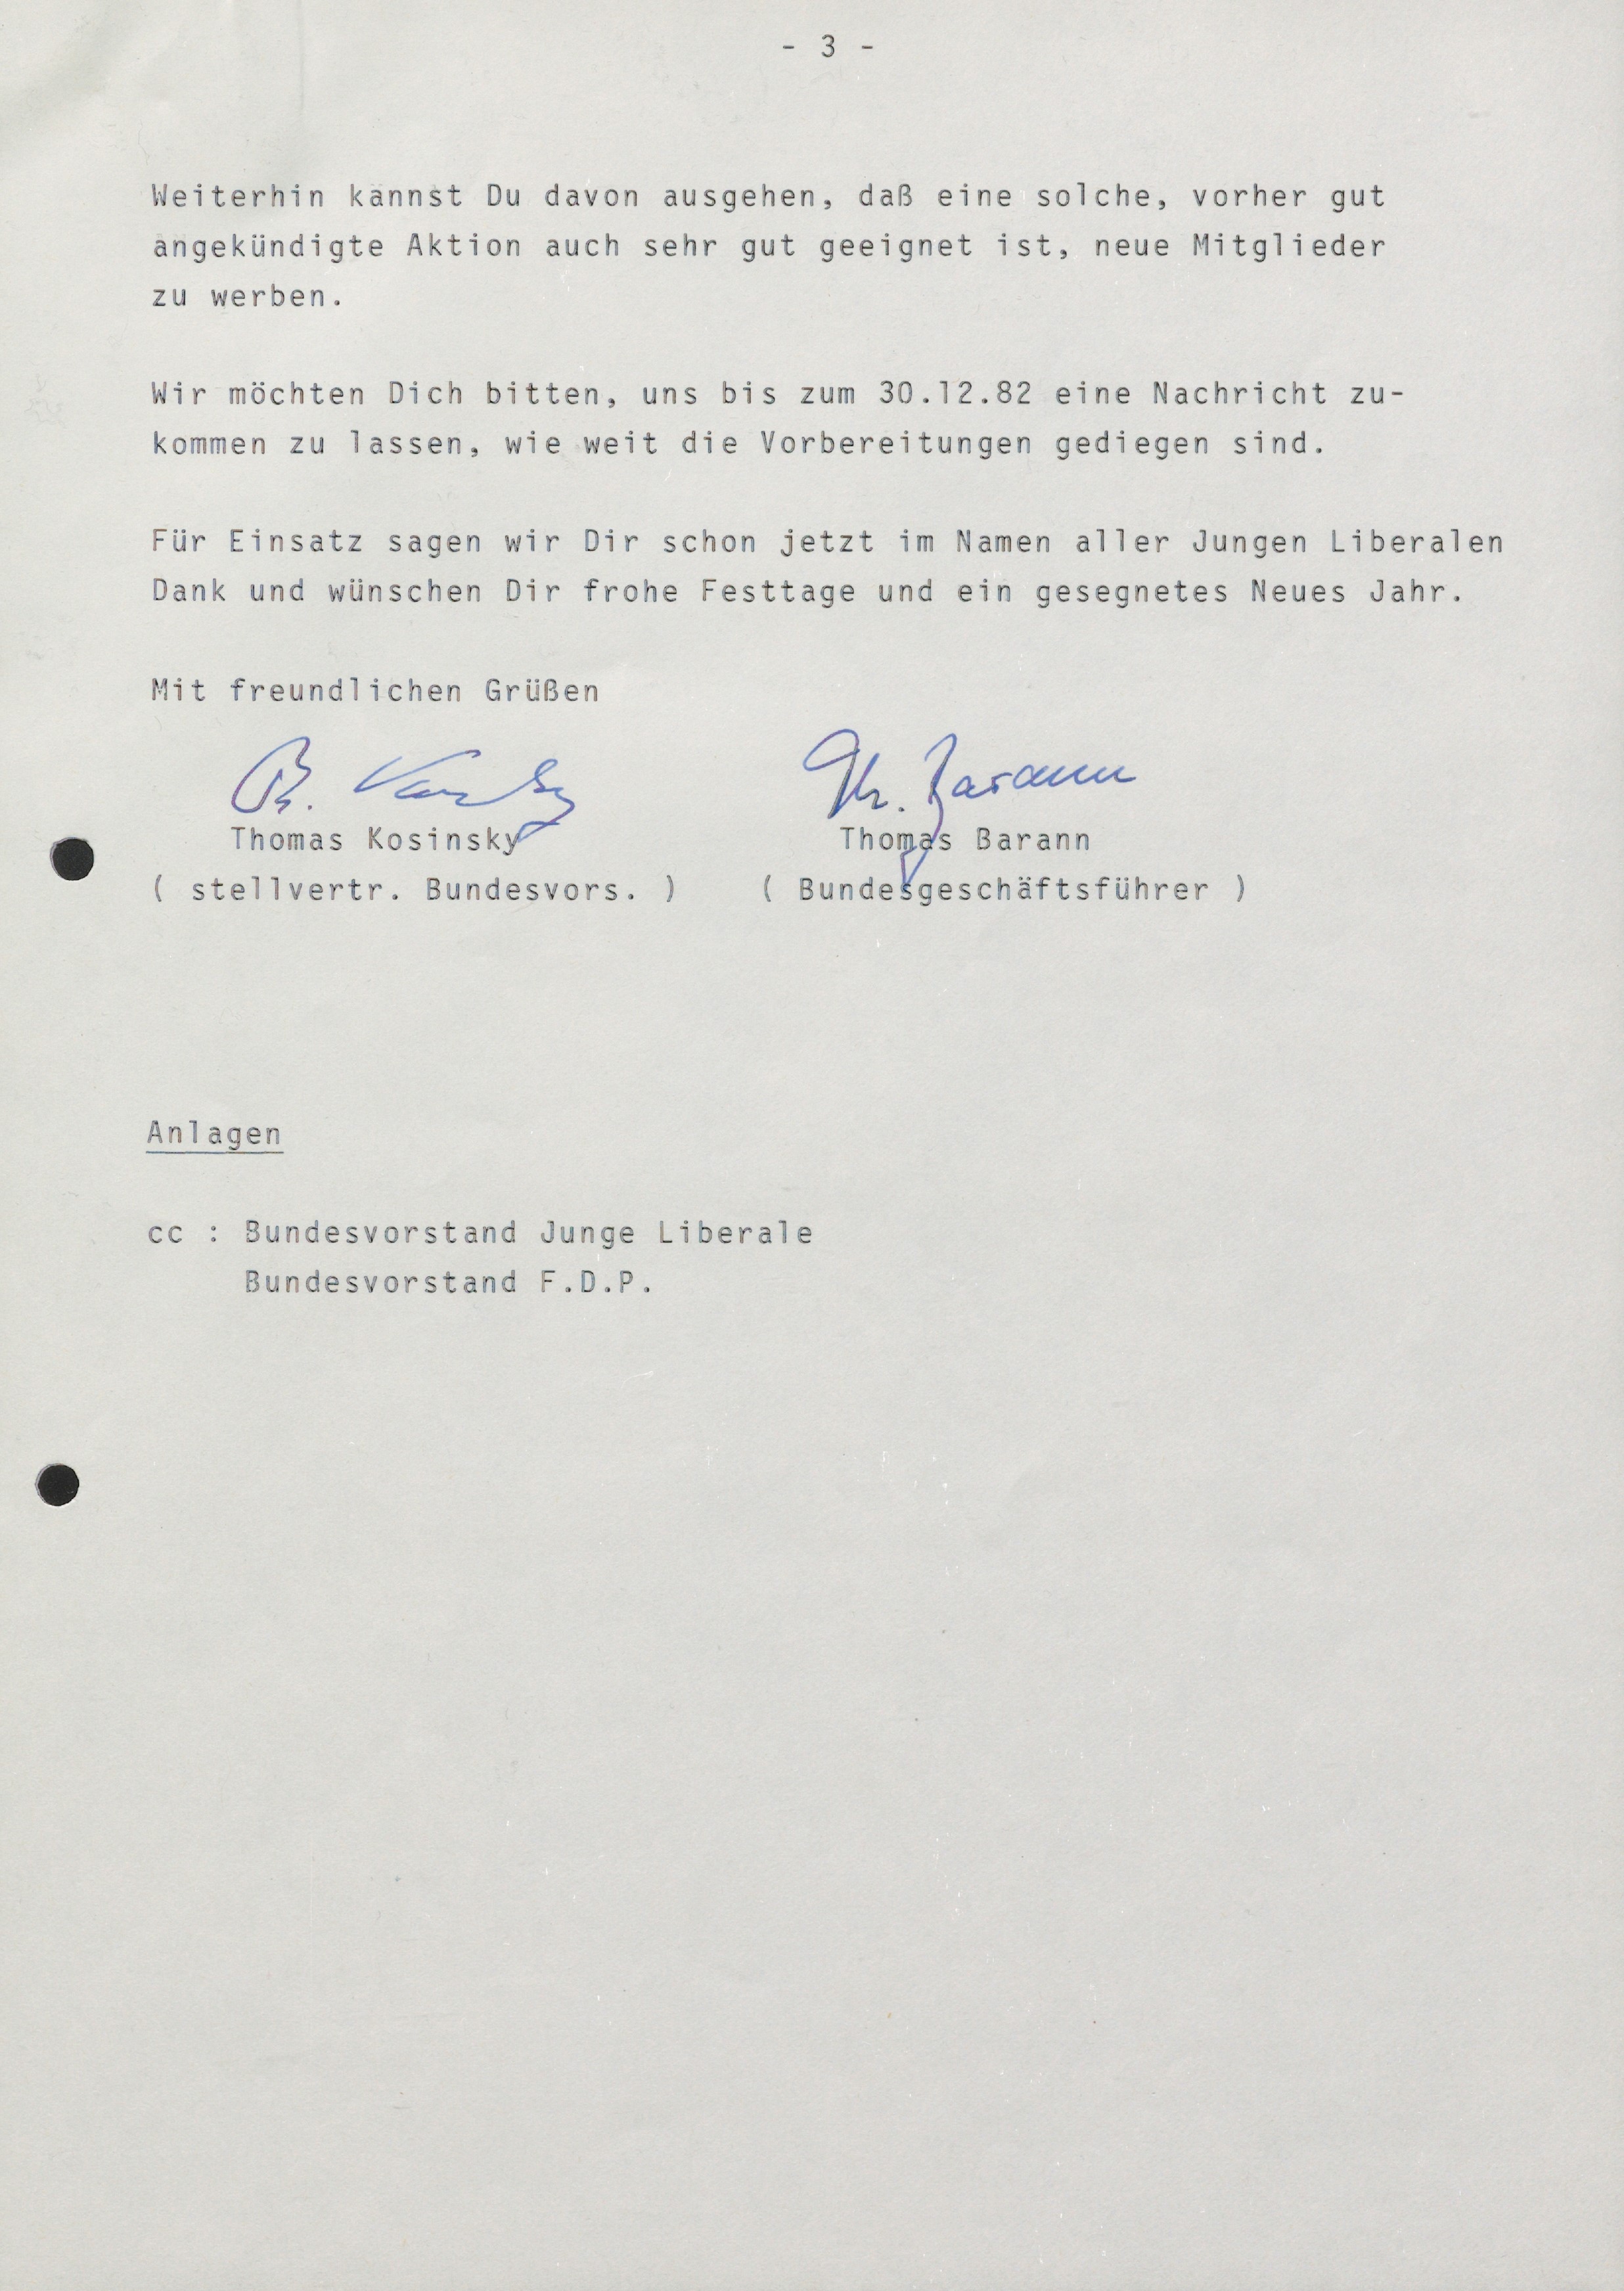 - 3 -
Weiterhin kännst Du davon ausgehen, daß eine solche, vorher gut
angekündigte Aktion auch sehr gut geeignet ist, neue Mitglieder
zu werben.
Wir möchten Dich bitten, uns bis zum 30.12.82 eine Nachricht zu-
kommen zu lassen, wie weit die Vorbereitungen gediegen sind.
Für Einsatz sagen wir Dir schon jetzt im Namen aller Jungen Liberalen
Dank und wünschen Dir frohe Festtage und ein gesegnetes Neues Jahr.
Mit freundlichen Grüßen
Th. Barann
Thomas Kosinsky Thomas Barann
( stellvertr. Bundesvors. ) ( Bundesgeschäftsführer )
Anlagen
cc : Bundesvorstand Junge Liberale
Bundesvorstand F.D.P.